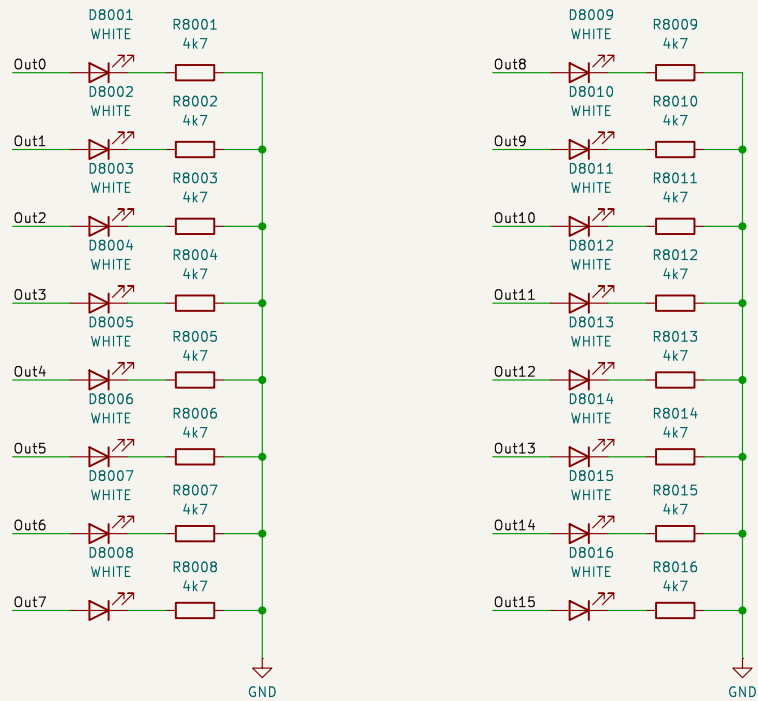 D8001
WHITE
R8001
4k7
Out0
D8002
WHITE
R8002
4k7
Out1
D8003
WHITE
R8003
4k7
Out2
D8004
WHITE
R8004
4k7
Out3
D8005
WHITE
R8005
4k7
Out4
D8006
WHITE
R8006
4k7
Out5
D8007
WHITE
R8007
4k7
Out6
D8008
WHITE
R8008
4k7
Out7
GND
D8009
WHITE
R8009
4k7
Out8
D8010
WHITE
R8010
4k7
Out9
D8011
WHITE
R8011
4k7
Out10
D8012
WHITE
R8012
4k7
Out11
D8013
WHITE
R8013
4k7
Out12
D8014
WHITE
R8014
4k7
Out13
D8015
WHITE
R8015
4k7
Out14
D8016
WHITE
R8016
4k7
Out15
GND